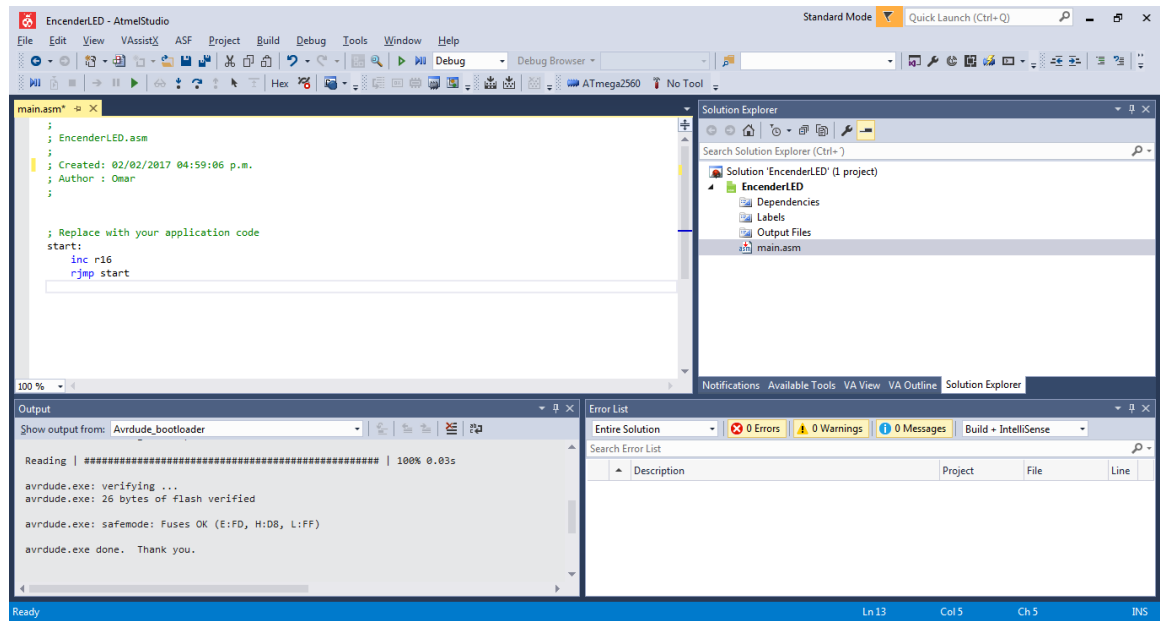 EncenderLED - AtmelStudio
Standard Mode
Quick Launch (Ctrl+Q)
File Edit View VAssistX ASF Project Build Debug Tools Window Help
Debug
Debug Browser
Hex
ATmega2560
No Tool
main.asm*
;
; EncenderLED.asm
;
; Created: 02/02/2017 04:59:06 p.m.
; Author : Omar
;
; Replace with your application code
start:
inc r16
rjmp start
100 %
Solution Explorer
Search Solution Explorer (Ctrl+´)
Solution 'EncenderLED' (1 project)
EncenderLED
Dependencies
Labels
Output Files
main.asm
Notifications Available Tools VA View VA Outline Solution Explorer
Output
Show output from: Avrdude_bootloader
Reading | ################################################## | 100% 0.03s
avrdude.exe: verifying ...
avrdude.exe: 26 bytes of flash verified
avrdude.exe: safemode: Fuses OK (E:FD, H:D8, L:FF)
avrdude.exe done. Thank you.
Error List
Entire Solution
0 Errors
0 Warnings
0 Messages
Build + IntelliSense
Search Error List
Description Project File Line
Ready
Ln 13 Col 5 Ch 5 INS